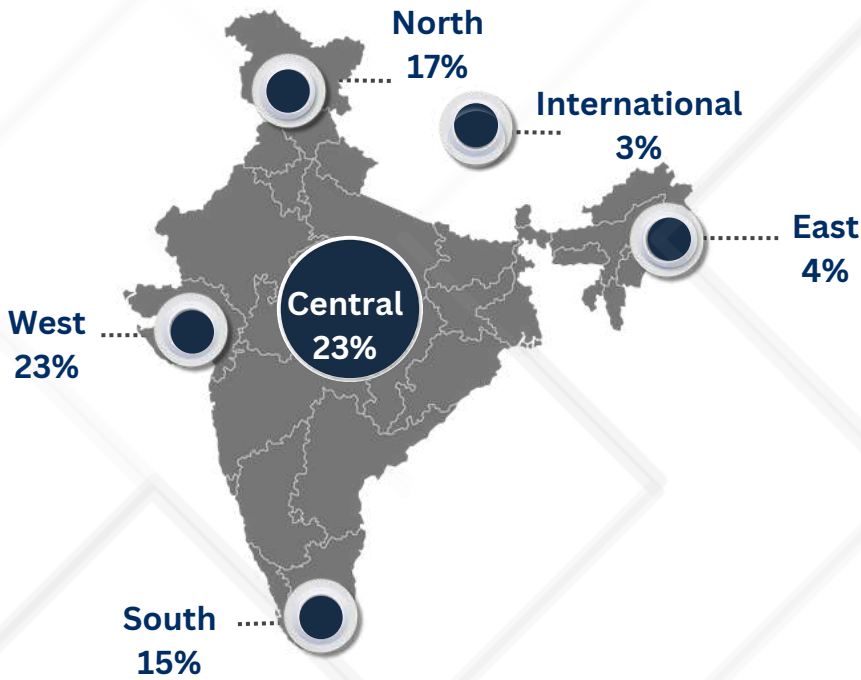 North
17%
International
3%
East
4%
Central
23%
West
23%
South
15%